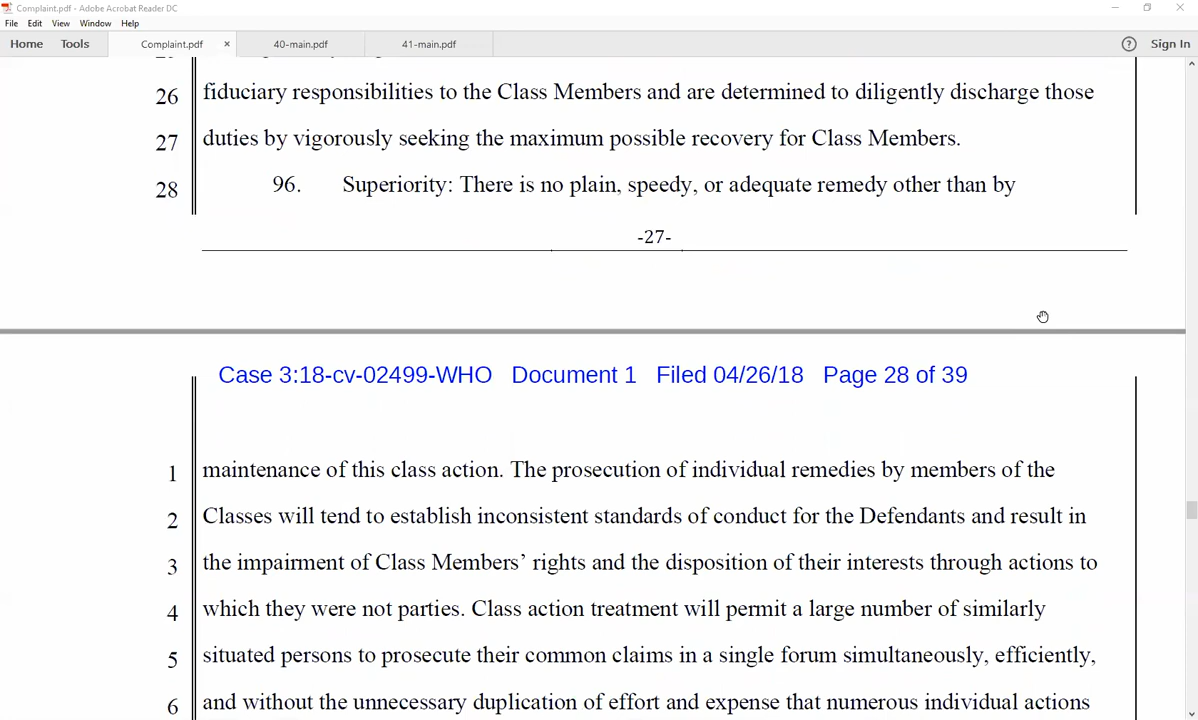 Complaint.pdf - Adobe Acrobat Reader DC
File Edit View Window Help
Home Tools Complaint.pdf × 40-main.pdf 41-main.pdf ? Sign In
26 fiduciary responsibilities to the Class Members and are determined to diligently discharge those
27 duties by vigorously seeking the maximum possible recovery for Class Members.
28 96. Superiority: There is no plain, speedy, or adequate remedy other than by
-27-
Case 3:18-cv-02499-WHO Document 1 Filed 04/26/18 Page 28 of 39
1 maintenance of this class action. The prosecution of individual remedies by members of the
2 Classes will tend to establish inconsistent standards of conduct for the Defendants and result in
3 the impairment of Class Members’ rights and the disposition of their interests through actions to
4 which they were not parties. Class action treatment will permit a large number of similarly
5 situated persons to prosecute their common claims in a single forum simultaneously, efficiently,
6 and without the unnecessary duplication of effort and expense that numerous individual actions